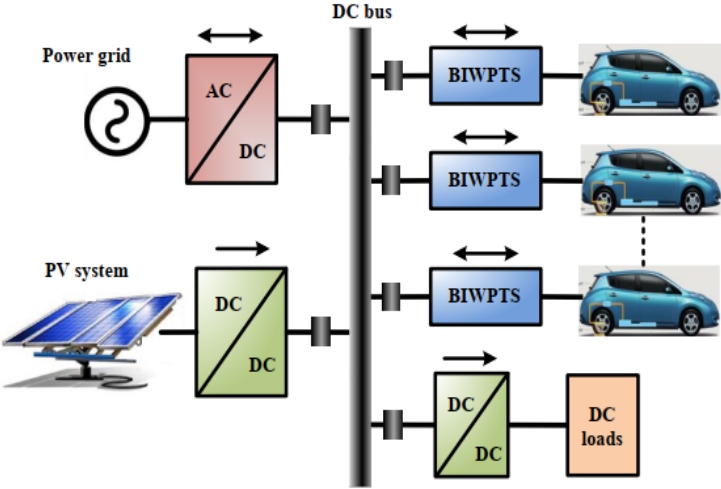 DC bus
Power grid
AC
DC
PV system
DC
DC
BIWPTS
BIWPTS
BIWPTS
DC
DC
DC
loads